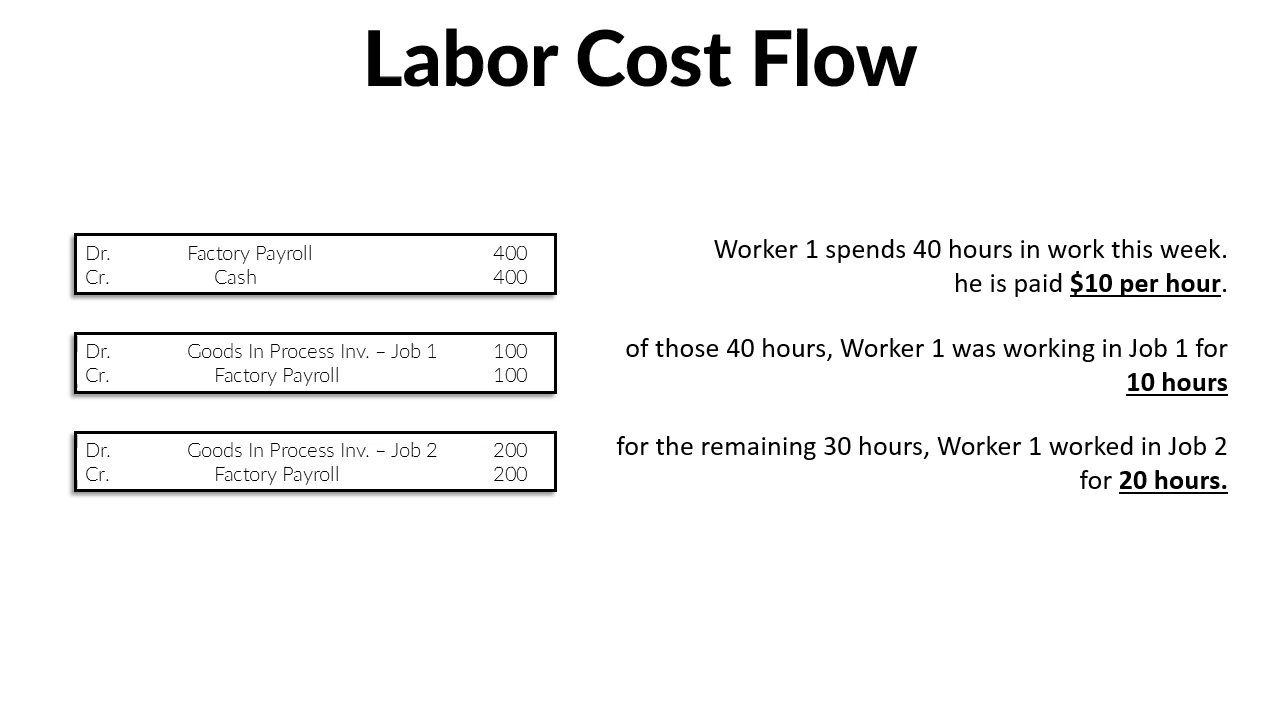 Labor Cost Flow
Dr. Factory Payroll 400
Cr. Cash 400
Worker 1 spends 40 hours in work this week.
he is paid $10 per hour.
Dr. Goods In Process Inv. – Job 1 100
Cr. Factory Payroll 100
of those 40 hours, Worker 1 was working in Job 1 for
10 hours
Dr. Goods In Process Inv. – Job 2 200
Cr. Factory Payroll 200
for the remaining 30 hours, Worker 1 worked in Job 2
for 20 hours.